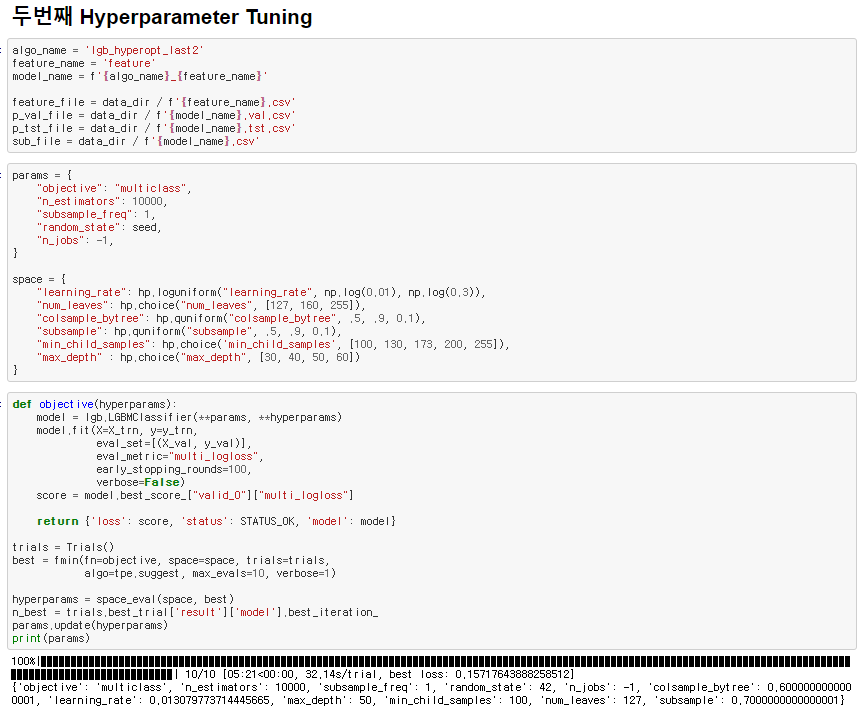 두번째 Hyperparameter Tuning
algo_name = 'lgb_hyperopt_last2'
feature_name = 'feature'
model_name = f'{algo_name}_{feature_name}'
feature_file = data_dir / f'{feature_name}.csv'
p_val_file = data_dir / f'{model_name}.val.csv'
p_tst_file = data_dir / f'{model_name}.tst.csv'
sub_file = data_dir / f'{model_name}.csv'
params = {
    "objective": "multiclass",
    "n_estimators": 10000,
    "subsample_freq": 1,
    "random_state": seed,
    "n_jobs": -1,
}
space = {
    "learning_rate": hp.loguniform("learning_rate", np.log(0.01), np.log(0.3)),
    "num_leaves": hp.choice("num_leaves", [127, 160, 255]),
    "colsample_bytree": hp.quniform("colsample_bytree", .5, .9, 0.1),
    "subsample": hp.quniform("subsample", .5, .9, 0.1),
    "min_child_samples": hp.choice('min_child_samples', [100, 130, 173, 200, 255]),
    "max_depth" : hp.choice("max_depth", [30, 40, 50, 60])
}
def objective(hyperparams):
    model = lgb.LGBMClassifier(**params, **hyperparams)
    model.fit(X=X_trn, y=y_trn,
              eval_set=[(X_val, y_val)],
              eval_metric="multi_logloss",
              early_stopping_rounds=100,
              verbose=False)
    score = model.best_score_["valid_0"]["multi_logloss"]
    return {'loss': score, 'status': STATUS_OK, 'model': model}
trials = Trials()
best = fmin(fn=objective, space=space, trials=trials,
            algo=tpe.suggest, max_evals=10, verbose=1)
hyperparams = space_eval(space, best)
n_best = trials.best_trial['result']['model'].best_iteration_
params.update(hyperparams)
print(params)
100%|
| 10/10 [05:21<00:00, 32.14s/trial, best loss: 0.15717643888258512]
{'objective': 'multiclass', 'n_estimators': 10000, 'subsample_freq': 1, 'random_state': 42, 'n_jobs': -1, 'colsample_bytree': 0.600000000000
0001, 'learning_rate': 0.013079773714445665, 'max_depth': 50, 'min_child_samples': 100, 'num_leaves': 127, 'subsample': 0.7000000000000001}